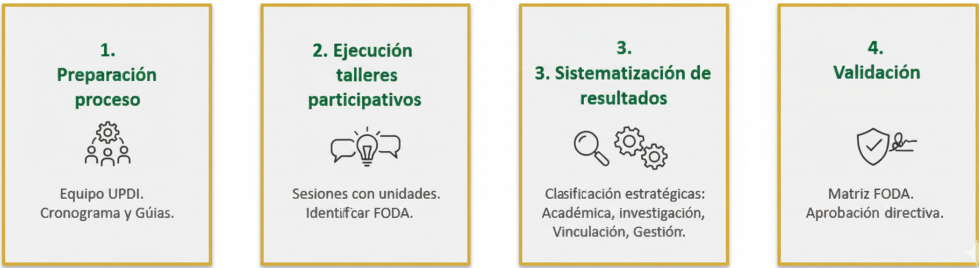 1.
Preparación
proceso
Equipo UPDI.
Cronograma y Gúias.
2. Ejecución
talleres
participativos
Sesiones con unidades.
Identifcar FODA.
3.
3. Sistematización de
resultados
Clasificación estratégicas:
Académica, investigación,
Vinculación, Gestión.
4.
Validación
Matriz FODA.
Aprobación directiva.